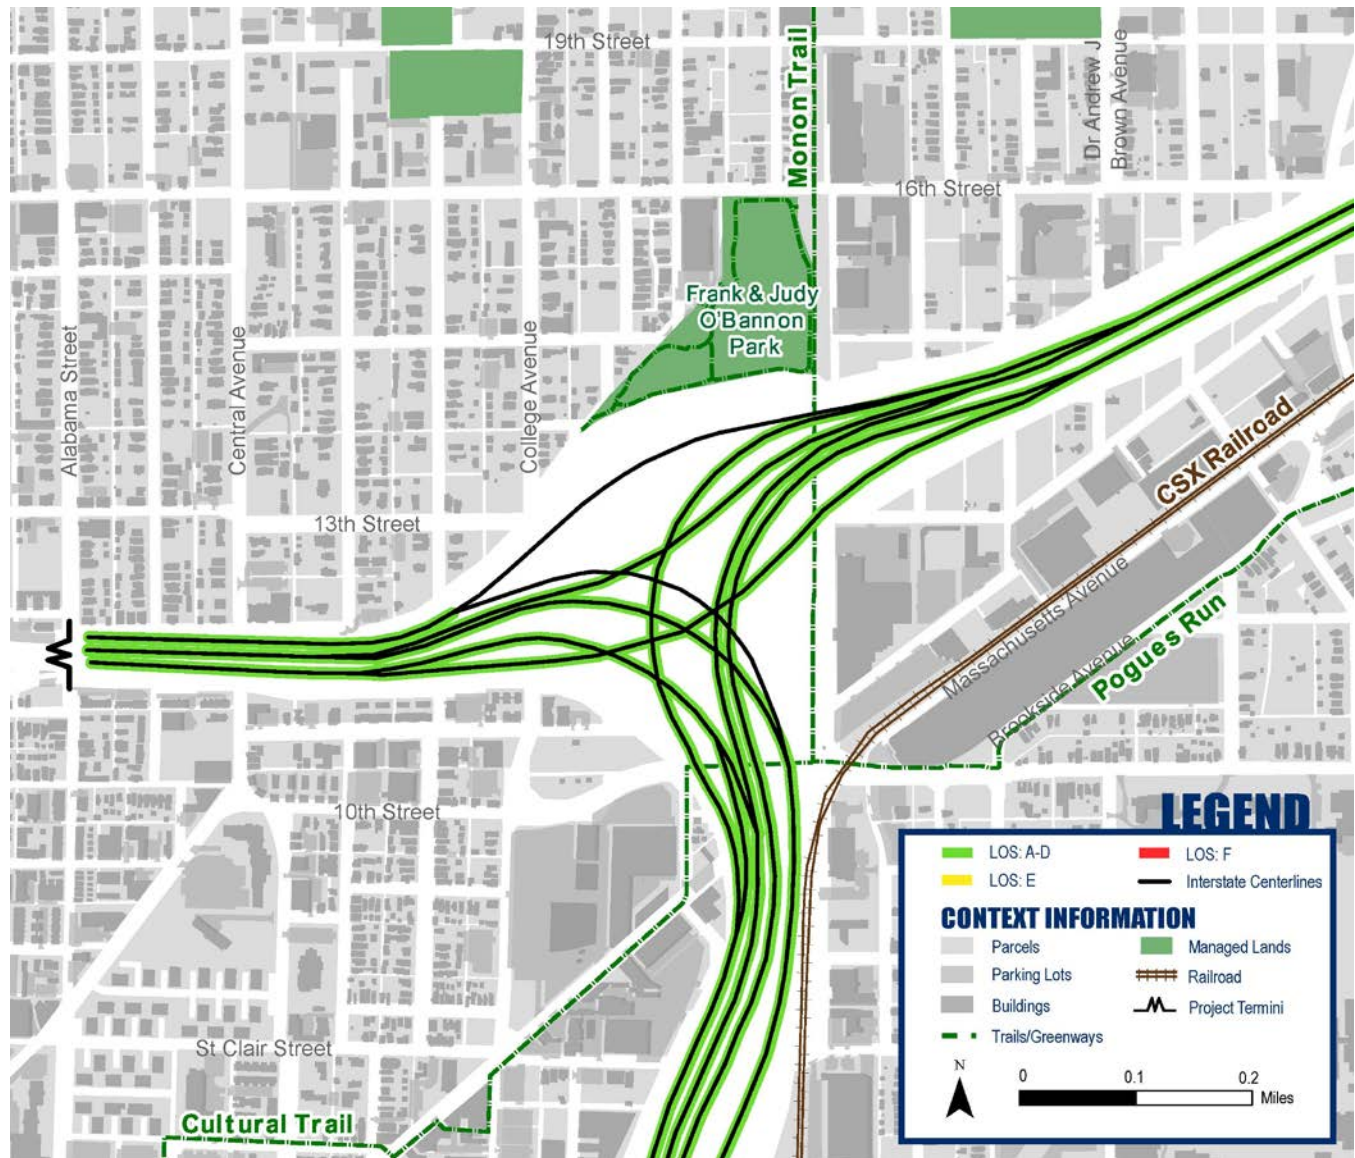 19th Street
Monon Trail
Dr Andrew J
Brown Avenue
16th Street
Frank & Judy
O'Bannon
Park
Alabama Street
Central Avenue
College Avenue
13th Street
CSX Railroad
Massachusetts Avenue
Brookside Avenue
Pogues Run
10th Street
St Clair Street
Cultural Trail
LEGEND
LOS: A-D
LOS: F
LOS: E
Interstate Centerlines
CONTEXT INFORMATION
Parcels
Managed Lands
Parking Lots
Railroad
Buildings
Project Termini
Trails/Greenways
N
0 0.1 0.2
Miles